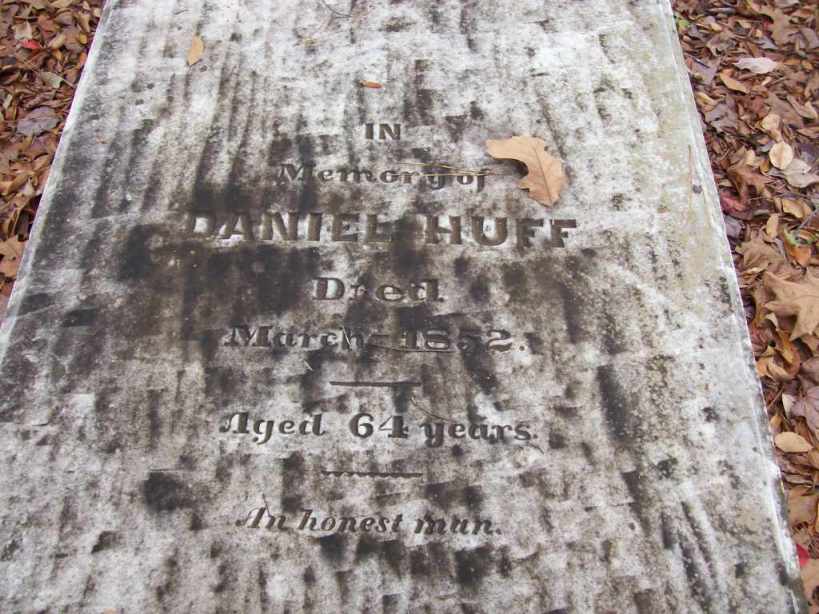 IN
Memory of
DANIEL HUFF
Died
March 1852.
Aged 64 years.
An honest man.